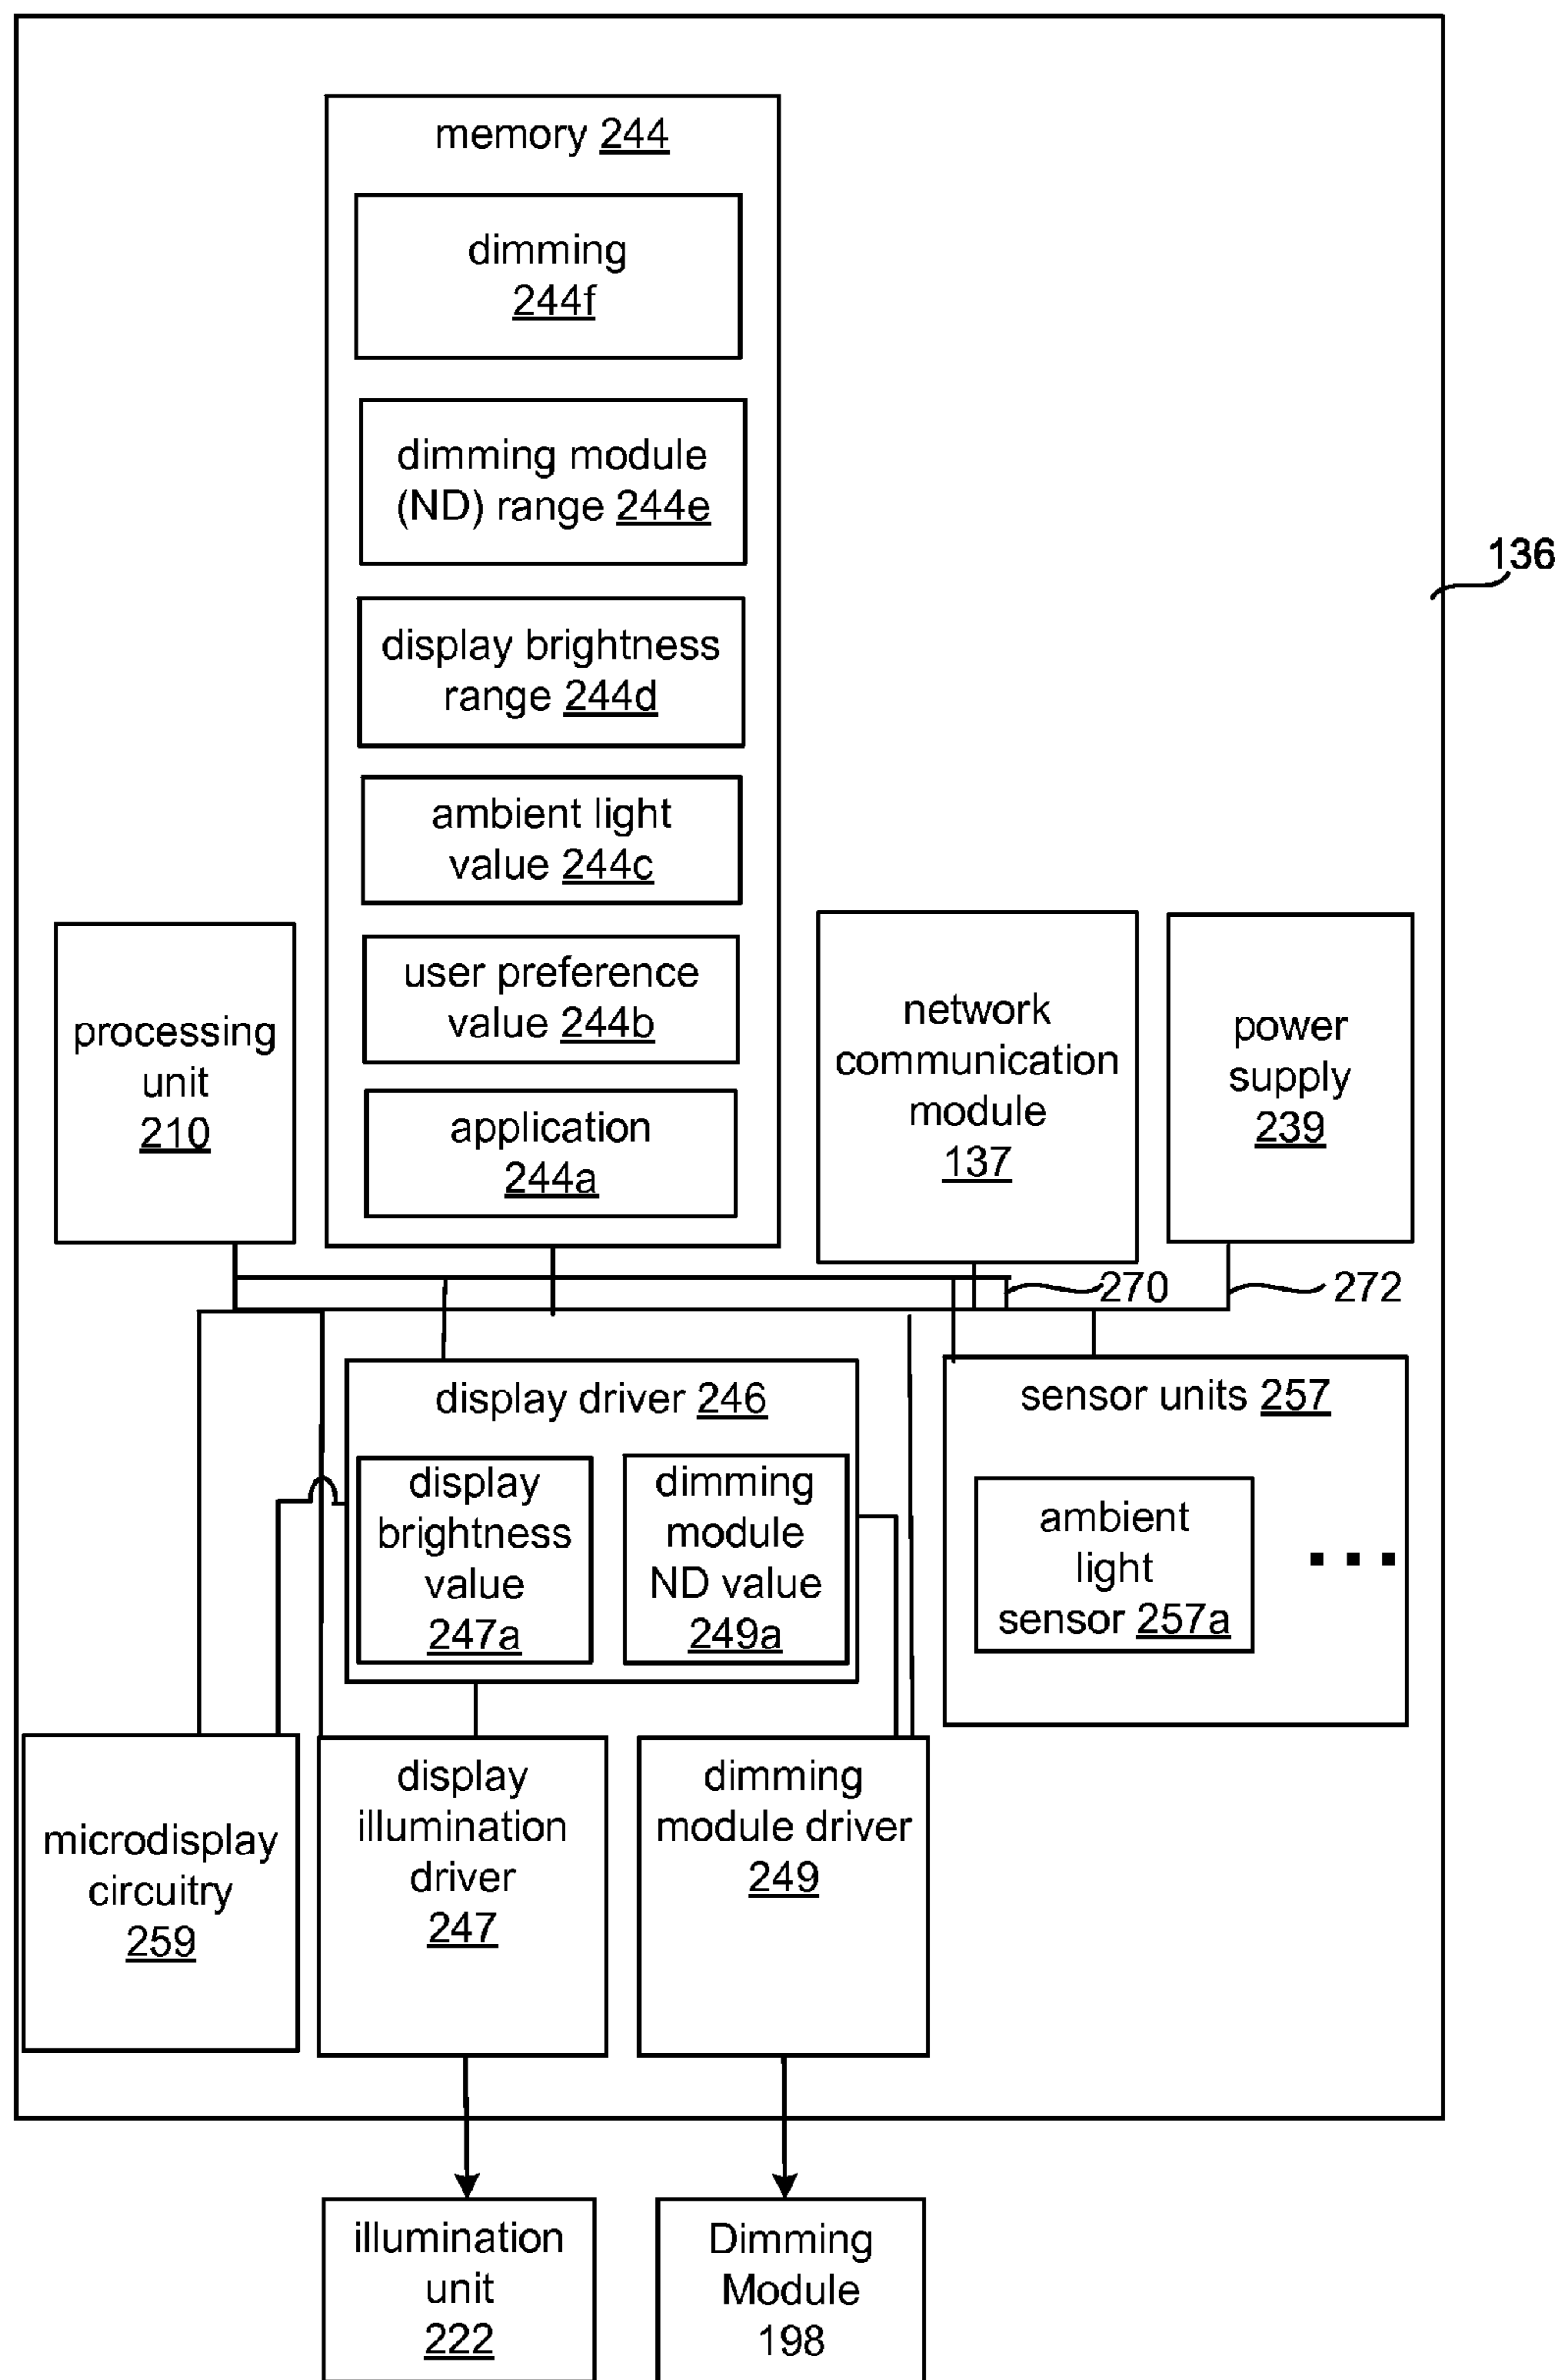 memory 244
dimming
244f
dimming module
(ND) range 244e
display brightness
range 244d
ambient light
value 244c
user preference
value 244b
application
244a
136
processing
unit
210
network
communication
module
137
power
supply
239
270
272
display driver 246
display
brightness
value
247a
dimming
module
ND value
249a
sensor units 257
ambient
light
sensor 257a
microdisplay
circuitry
259
display
illumination
driver
247
dimming
module driver
249
illumination
unit
222
Dimming
Module
198